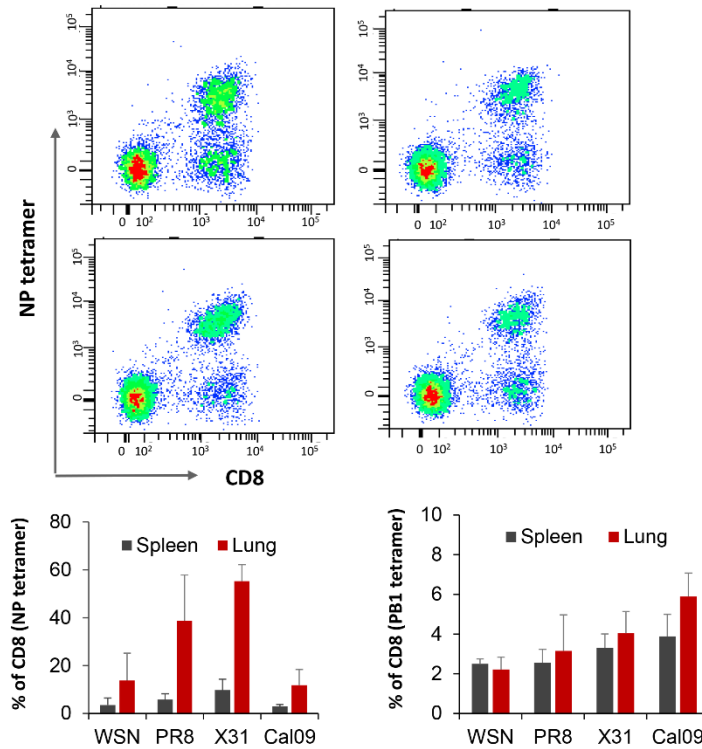 10⁵
10⁴
10³
0
0 10² 10³ 10⁴ 10⁵
10⁵
10⁴
10³
0
0 10² 10³ 10⁴ 10⁵
NP tetramer
10⁵
10⁴
10³
0
0 10² 10³ 10⁴ 10⁵
10⁵
10⁴
10³
0
0 10² 10³ 10⁴ 10⁵
CD8
% of CD8 (NP tetramer)
80
60
40
20
0
Spleen Lung
WSN PR8 X31 Cal09
% of CD8 (PB1 tetramer)
10
8
6
4
2
0
Spleen Lung
WSN PR8 X31 Cal09